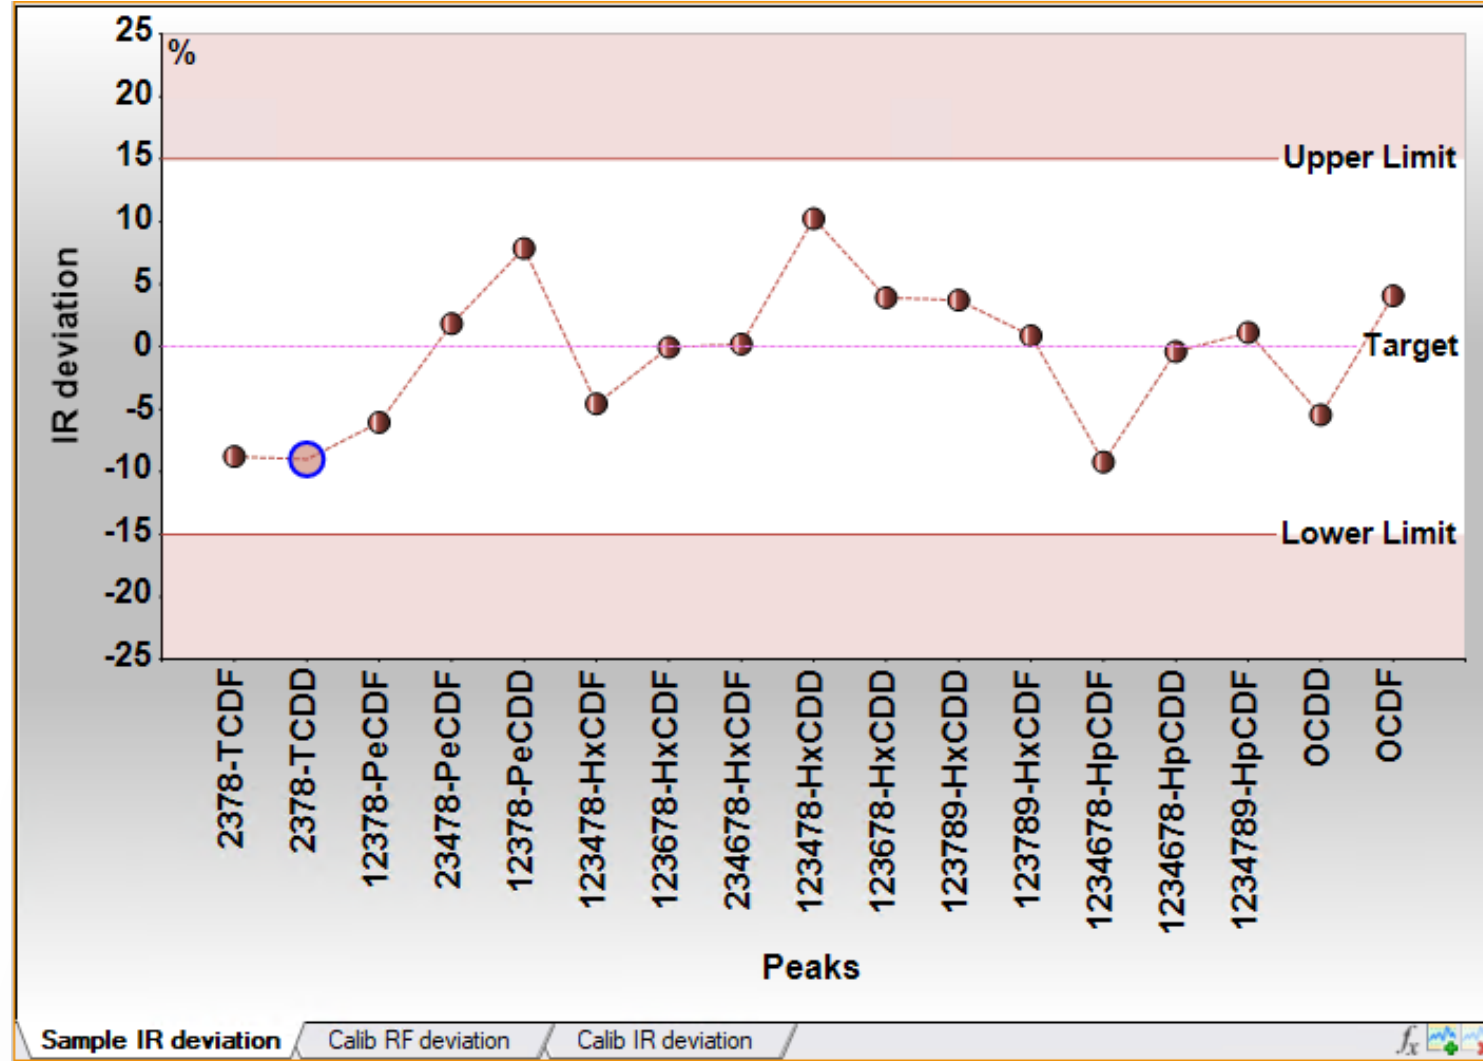 25
%
20
15
Upper Limit
10
5
0
Target
-5
-10
-15
Lower Limit
-20
-25
IR deviation
2378-TCDF
2378-TCDD
12378-PeCDF
23478-PeCDF
12378-PeCDD
123478-HxCDF
123678-HxCDF
234678-HxCDF
123478-HxCDD
123678-HxCDD
123789-HxCDD
123789-HxCDF
1234678-HpCDF
1234678-HpCDD
1234789-HpCDF
OCDD
OCDF
Peaks
Sample IR deviation
Calib RF deviation
Calib IR deviation
fx